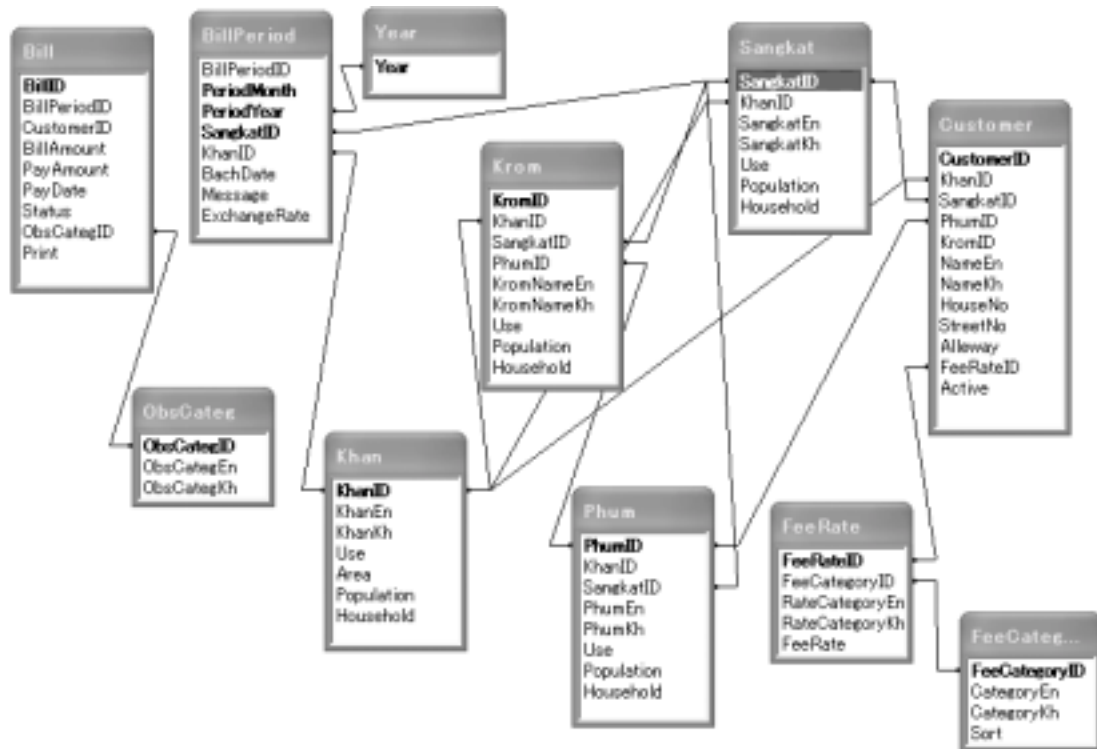 Bill
BillID
BillPeriodID
CustomerID
BillAmount
PayAmount
PayDate
Status
ObsCategID
Print
BillPeriod
BillPeriodID
PeriodMonth
PeriodYear
SangkatID
KhanID
BachDate
Message
ExchangeRate
Year
Year
Krom
KromID
KhanID
SangkatID
PhumID
KromNameEn
KromNameKh
Use
Population
Household
Sangkat
SangkatID
KhanID
SangkatEn
SangkatKh
Use
Population
Household
Customer
CustomerID
KhanID
SangkatID
PhumID
KromID
NameEn
NameKh
HouseNo
StreetNo
Alleway
FeeRateID
Active
ObsCateg
ObsCategID
ObsCategEn
ObsCategKh
Khan
KhanID
KhanEn
KhanKh
Use
Area
Population
Household
Phum
PhumID
KhanID
SangkatID
PhumEn
PhumKh
Use
Population
Household
FeeRate
FeeRateID
FeeCategoryID
RateCategoryEn
RateCategoryKh
FeeRate
FeeCateg...
FeeCategoryID
CategoryEn
CategoryKh
Sort